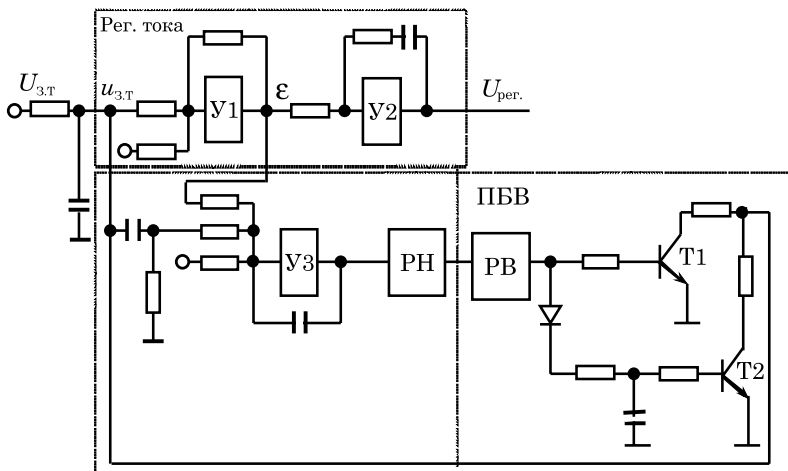 Рег. тока
U з.т
u з.т
У1
ε
У2
U рег.
ПБВ
У3
РН
РВ
Т1
Т2